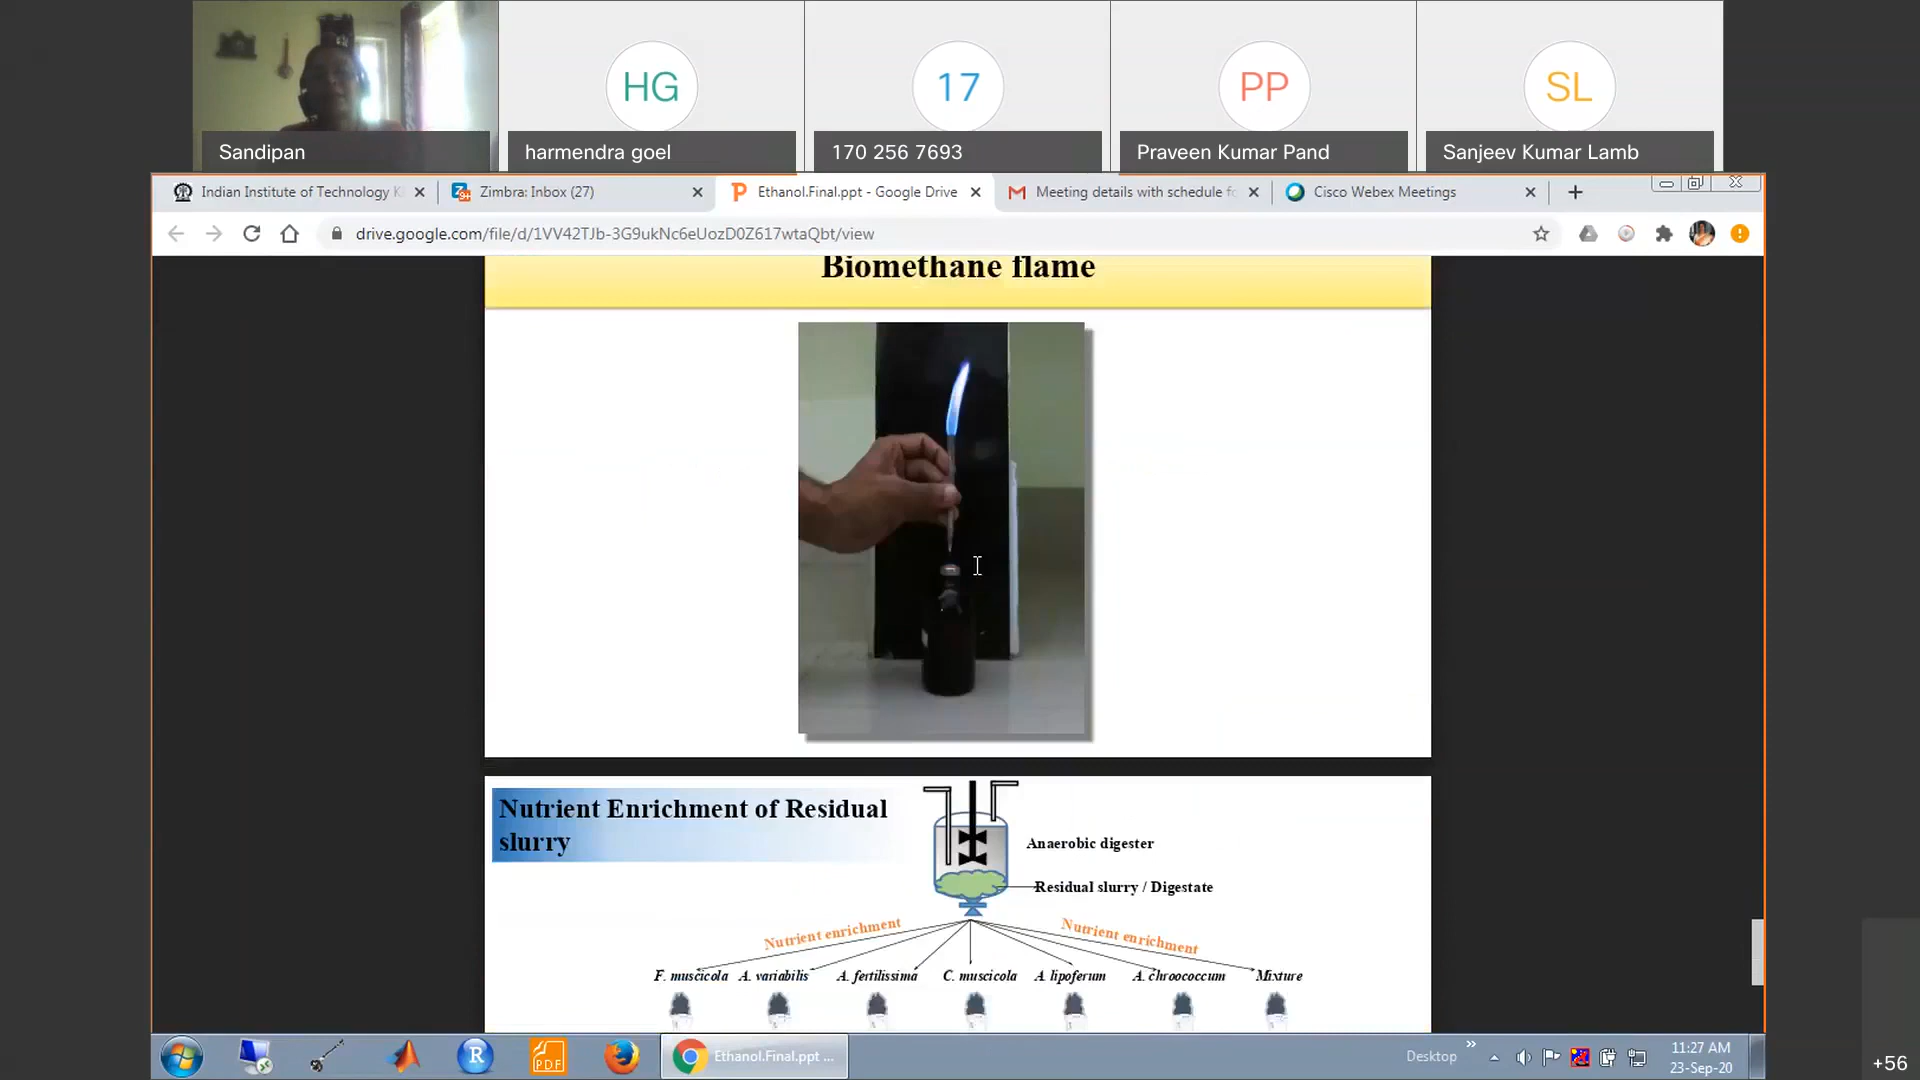 HG
17
PP
SL
Sandipan
harmendra goel
170 256 7693
Praveen Kumar Pand
Sanjeev Kumar Lamb
Indian Institute of Technology K
Zimbra: Inbox (27)
Ethanol.Final.ppt - Google Drive
Meeting details with schedule fo
Cisco Webex Meetings
drive.google.com/file/d/1VV42TJb-3G9ukNc6eUozD0Z617wtaQbt/view
Biomethane flame
Nutrient Enrichment of Residual
slurry
Anaerobic digester
Residual slurry / Digestate
Nutrient enrichment
Nutrient enrichment
F. muscicola A. variabilis A. fertilissima C. muscicola A. lipoferum A. chroococcum Mixture
PDF
Ethanol.Final.ppt ...
Desktop
11:27 AM
23-Sep-20
+56